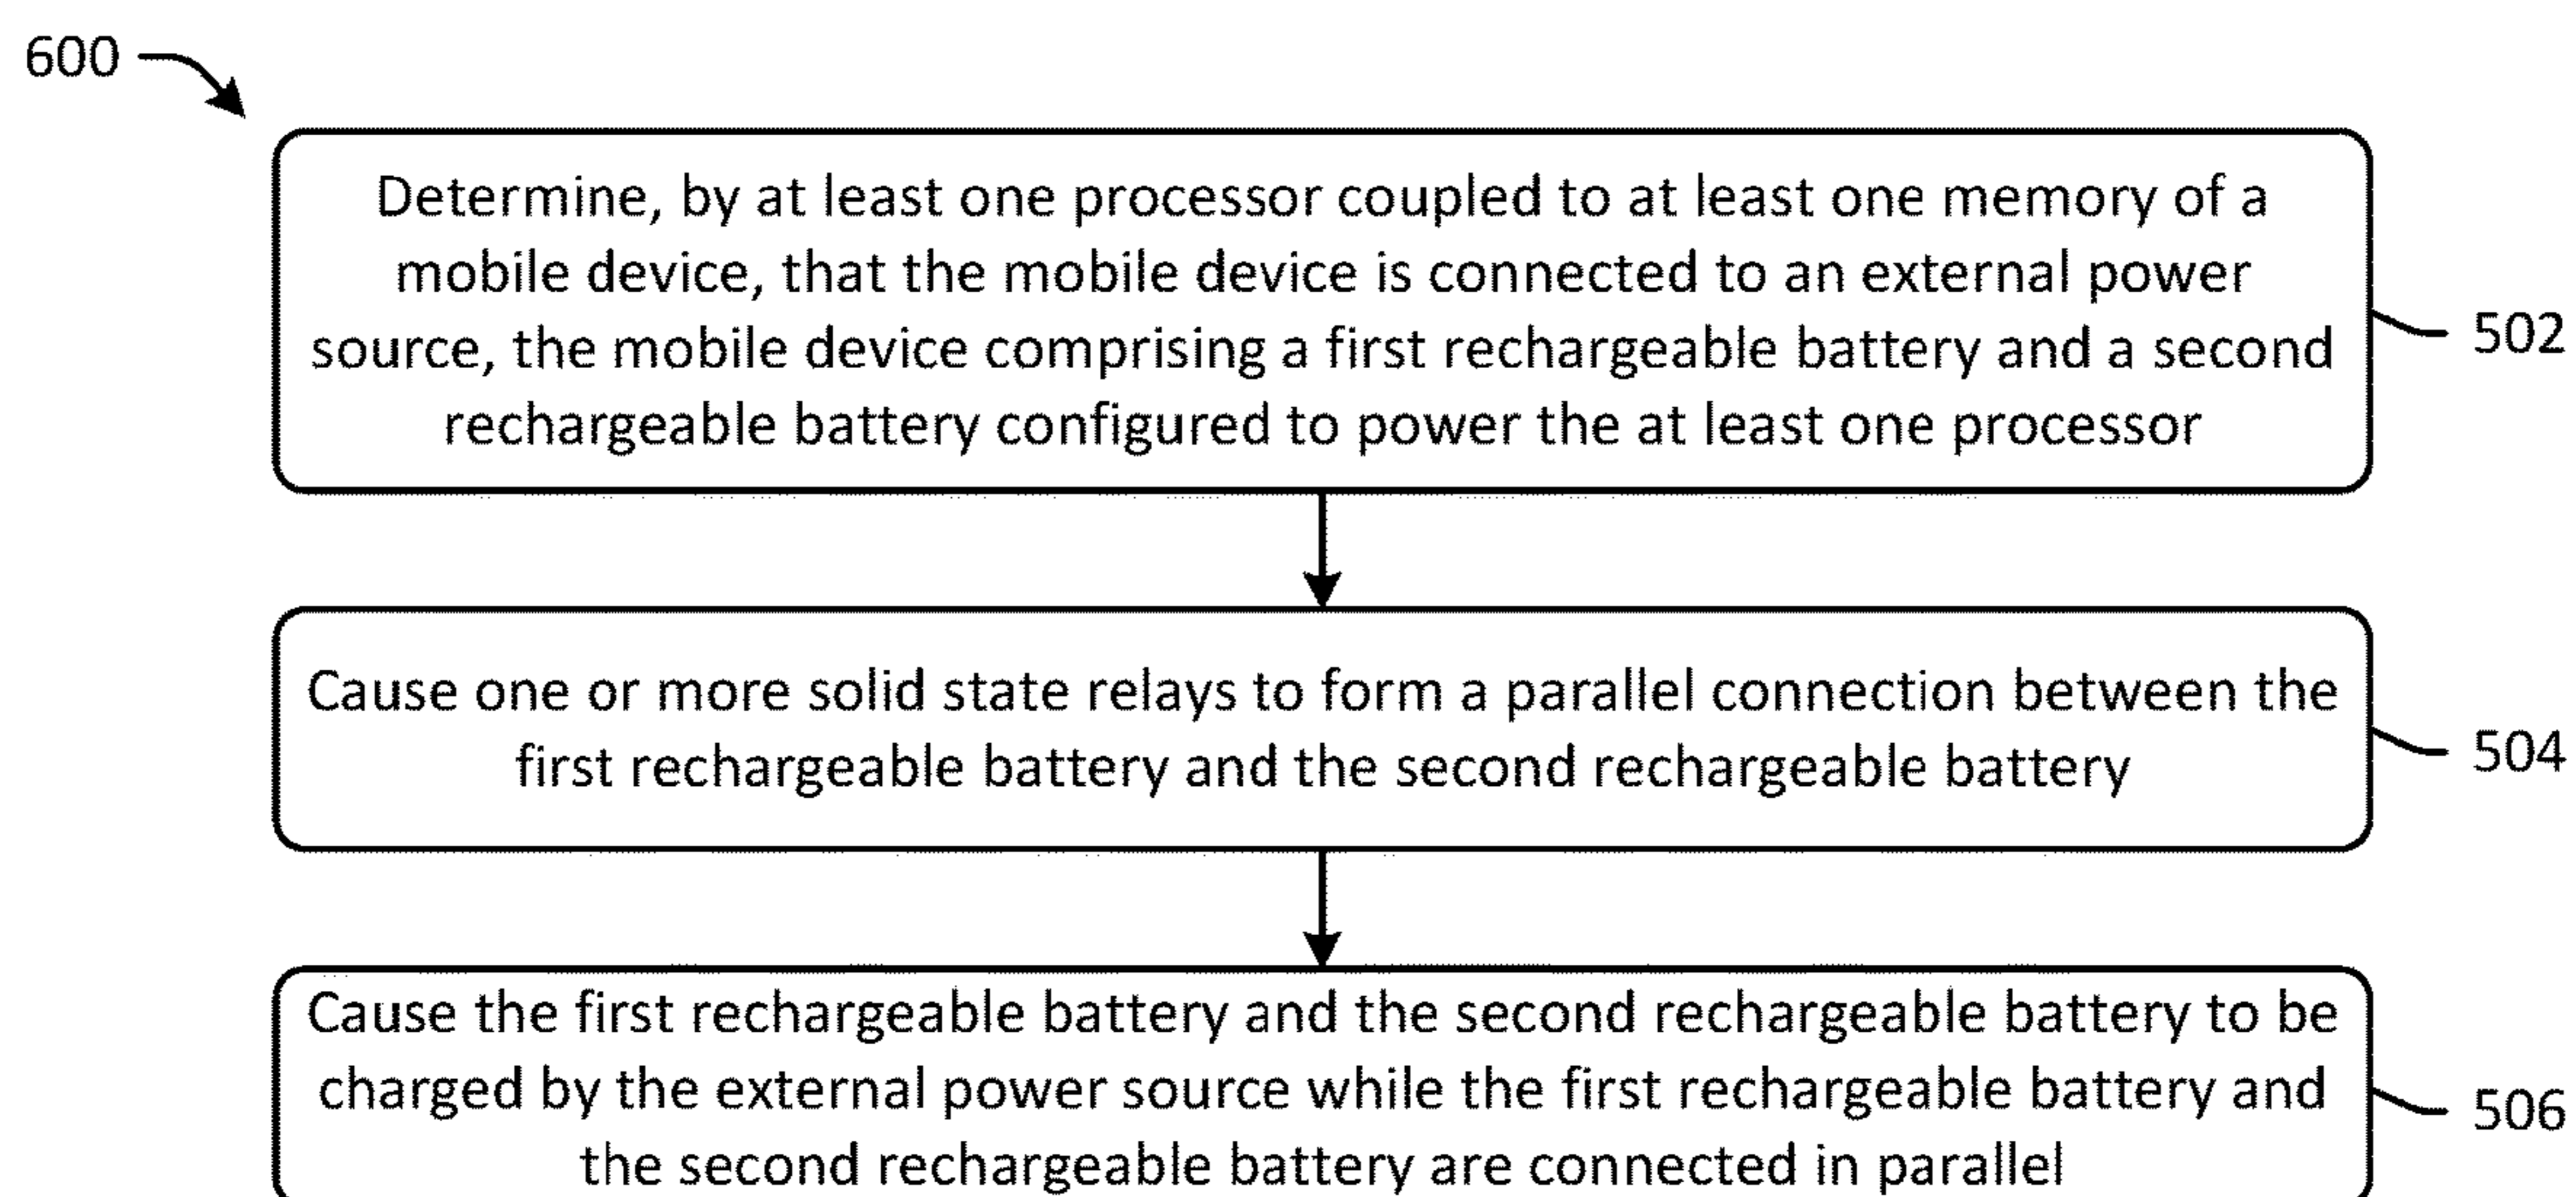 600
Determine, by at least one processor coupled to at least one memory of a
mobile device, that the mobile device is connected to an external power
source, the mobile device comprising a first rechargeable battery and a second
rechargeable battery configured to power the at least one processor
502
Cause one or more solid state relays to form a parallel connection between the
first rechargeable battery and the second rechargeable battery
504
Cause the first rechargeable battery and the second rechargeable battery to be
charged by the external power source while the first rechargeable battery and
the second rechargeable battery are connected in parallel
506